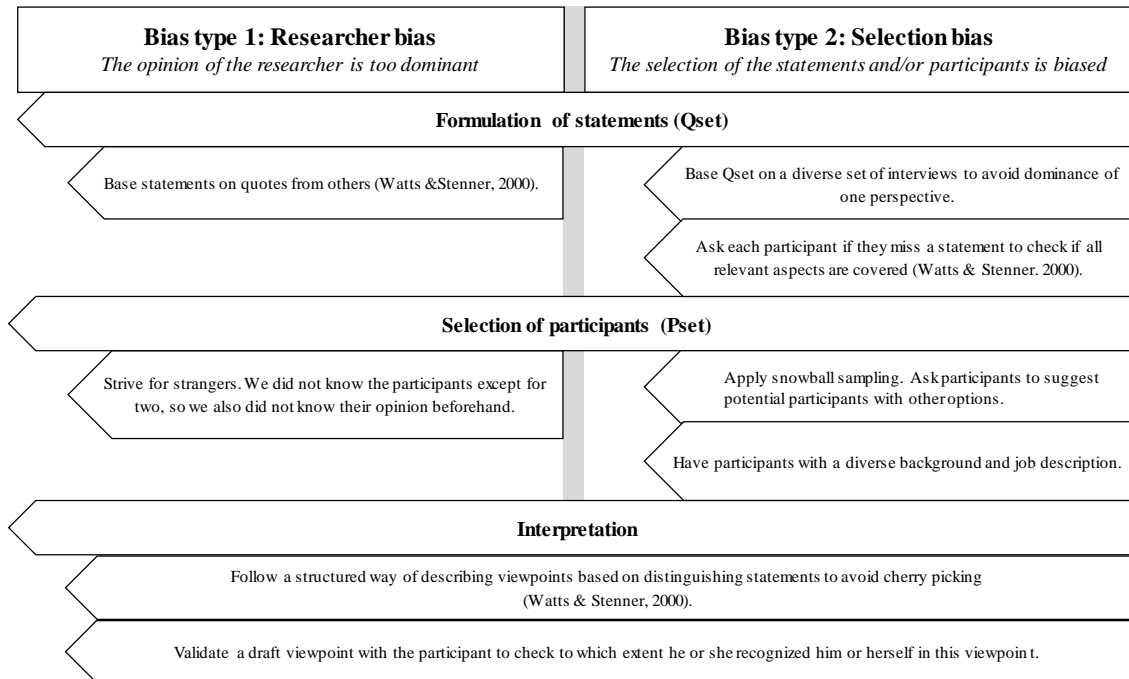 Bias type 1: Researcher bias
The opinion of the researcher is too dominant
Bias type 2: Selection bias
The selection of the statements and/or participants is biased
Formulation of statements (Qset)
Base statements on quotes from others (Watts &Stenner, 2000).
Base Qset on a diverse set of interviews to avoid dominance of
one perspective.
Ask each participant if they miss a statement to check if all
relevant aspects are covered (Watts & Stenner. 2000).
Selection of participants (Pset)
Strive for strangers. We did not know the participants except for
two, so we also did not know their opinion beforehand.
Apply snowball sampling. Ask participants to suggest
potential participants with other options.
Have participants with a diverse background and job description.
Interpretation
Follow a structured way of describing viewpoints based on distinguishing statements to avoid cherry picking
(Watts & Stenner, 2000).
Validate a draft viewpoint with the participant to check to which extent he or she recognized him or herself in this viewpoint.